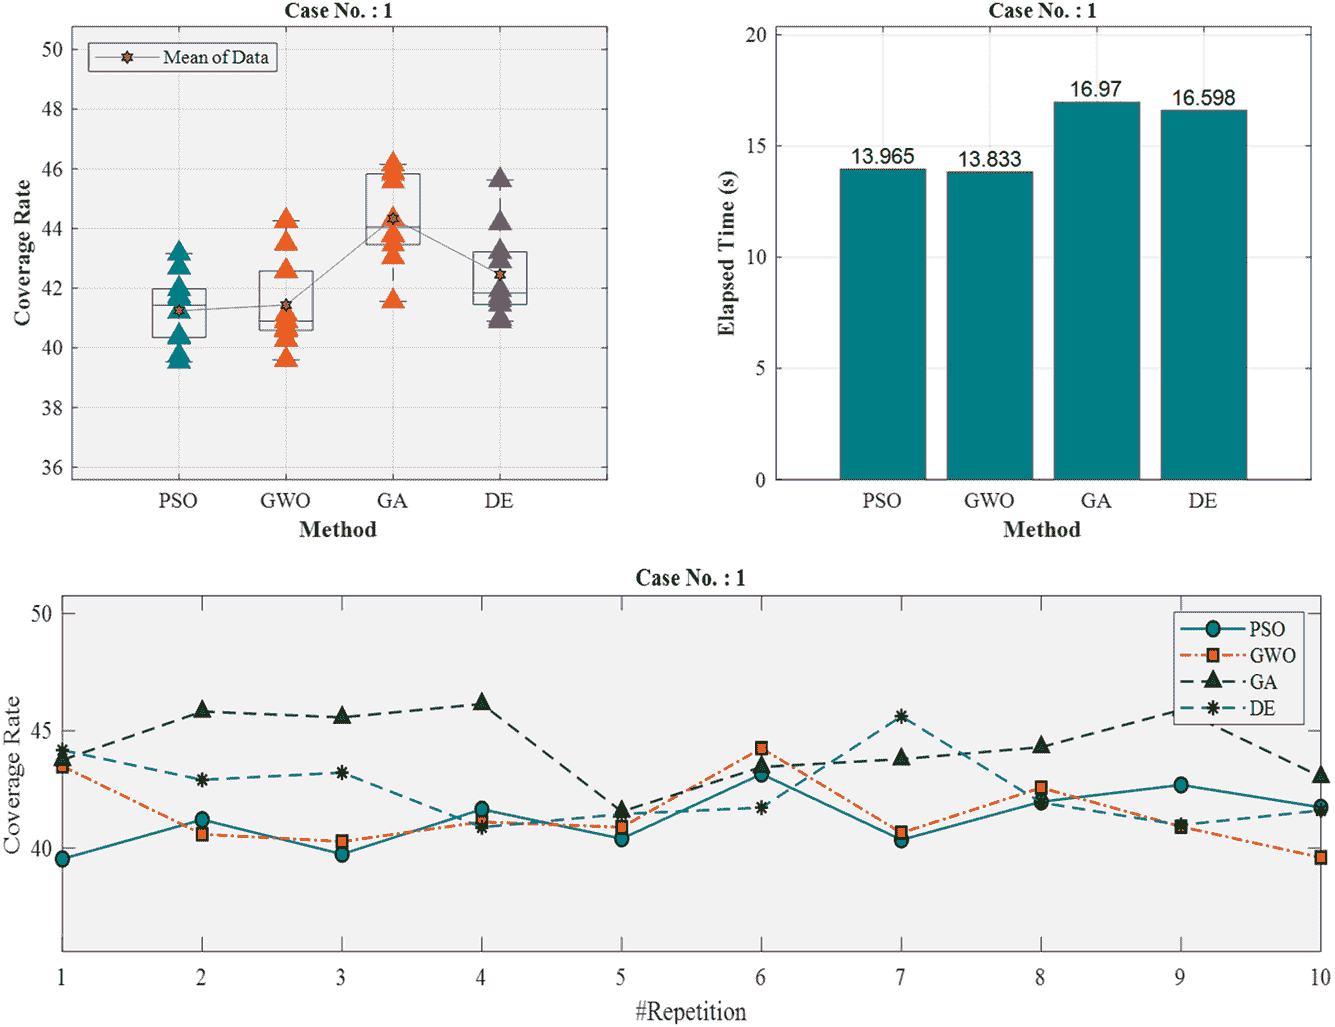 Case No. : 1
50
48
46
44
42
40
38
36
Coverage Rate
Mean of Data
PSO GWO GA DE
Method
Case No. : 1
20
15
10
5
0
Elapsed Time (s)
13.965
13.833
16.97
16.598
PSO GWO GA DE
Method
Case No. : 1
50
45
40
Coverage Rate
PSO
GWO
GA
DE
1 2 3 4 5 6 7 8 9 10
#Repetition